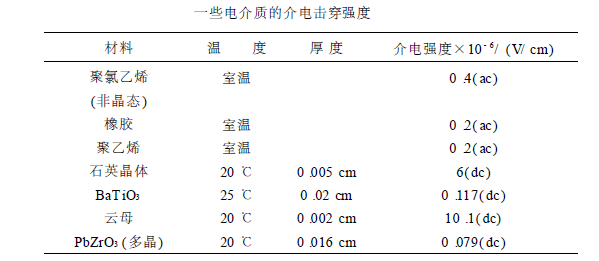 一些电介质的介电击穿强度
材料 温 度 厚度 介电强度×10⁻⁶/ (V/ cm)
聚氯乙烯 室温 0 .4(ac)
(非晶态)
橡胶 室温 0 .2(ac)
聚乙烯 室温 0 .2(ac)
石英晶体 20 ℃ 0 .005 cm 6(dc)
BaTiO₃ 25 ℃ 0 .02 cm 0 .117(dc)
云母 20 ℃ 0 .002 cm 10 .1(dc)
PbZrO₃ (多晶) 20 ℃ 0 .016 cm 0 .079(dc)